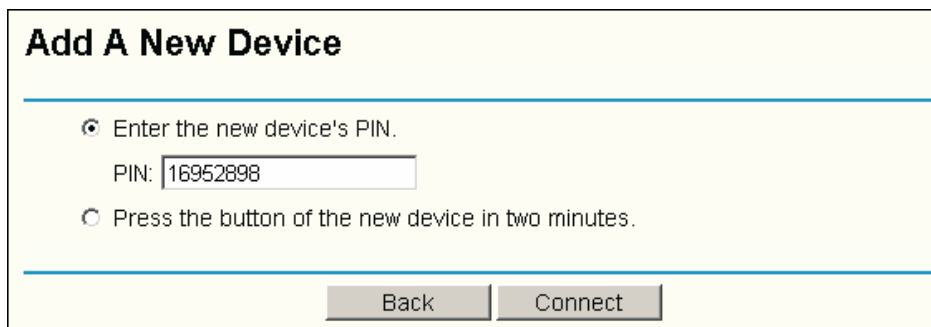 Add A New Device
Enter the new device's PIN.
PIN: 16952898
Press the button of the new device in two minutes.
Back Connect